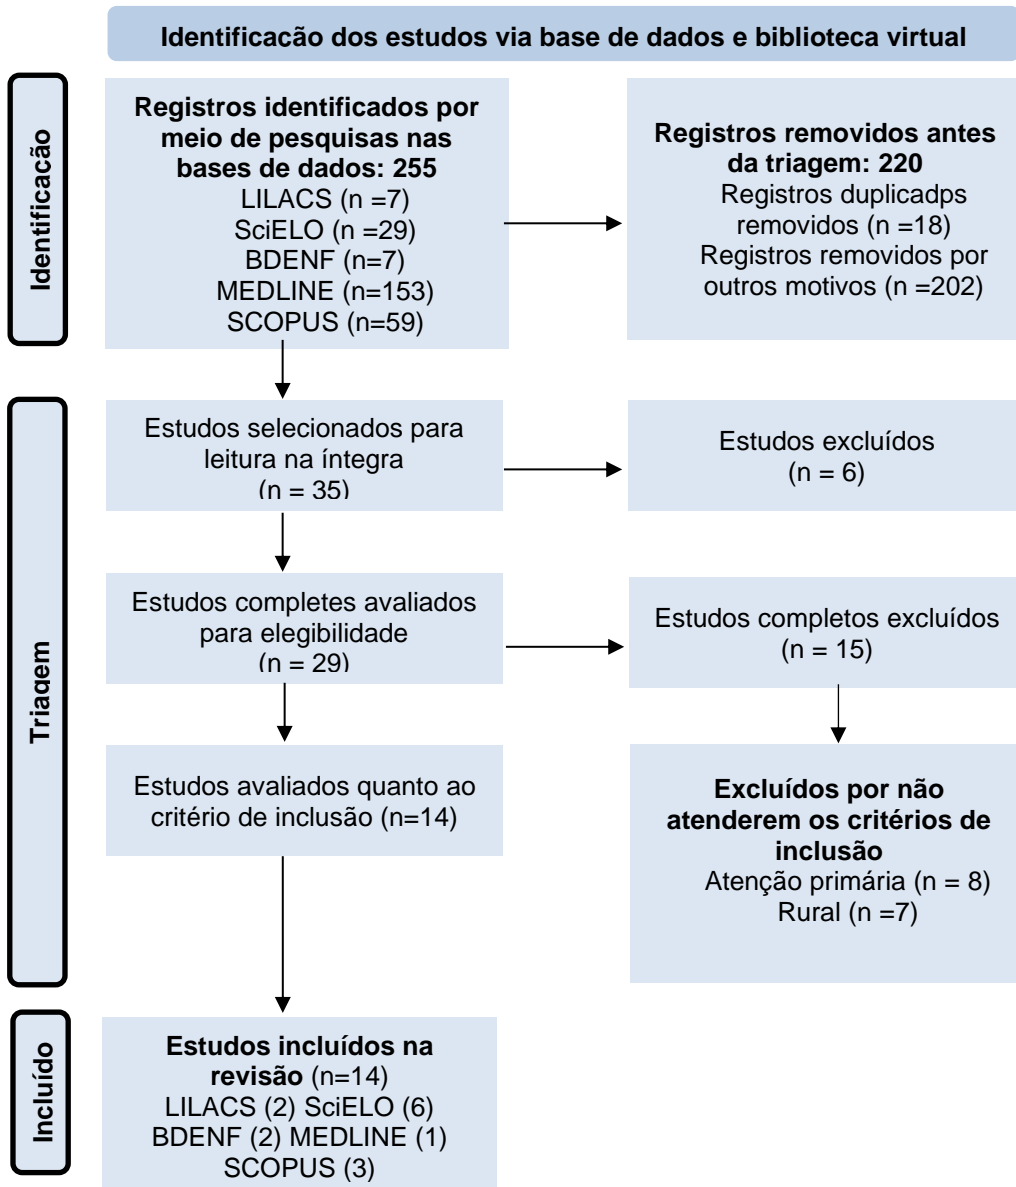 Identificação dos estudos via base de dados e biblioteca virtual
Identificação
Registros identificados por
meio de pesquisas nas
bases de dados: 255
LILACS (n =7)
SciELO (n =29)
BDENF (n=7)
MEDLINE (n=153)
SCOPUS (n=59)
Registros removidos antes
da triagem: 220
Registros duplicadps
removidos (n =18)
Registros removidos por
outros motivos (n =202)
Triagem
Estudos selecionados para
leitura na íntegra
(n = 35)
Estudos excluídos
(n = 6)
Estudos completes avaliados
para elegibilidade
(n = 29)
Estudos completos excluídos
(n = 15)
Estudos avaliados quanto ao
critério de inclusão (n=14)
Excluídos por não
atenderem os critérios de
inclusão
Atenção primária (n = 8)
Rural (n =7)
Incluído
Estudos incluídos na
revisão (n=14)
LILACS (2) SciELO (6)
BDENF (2) MEDLINE (1)
SCOPUS (3)